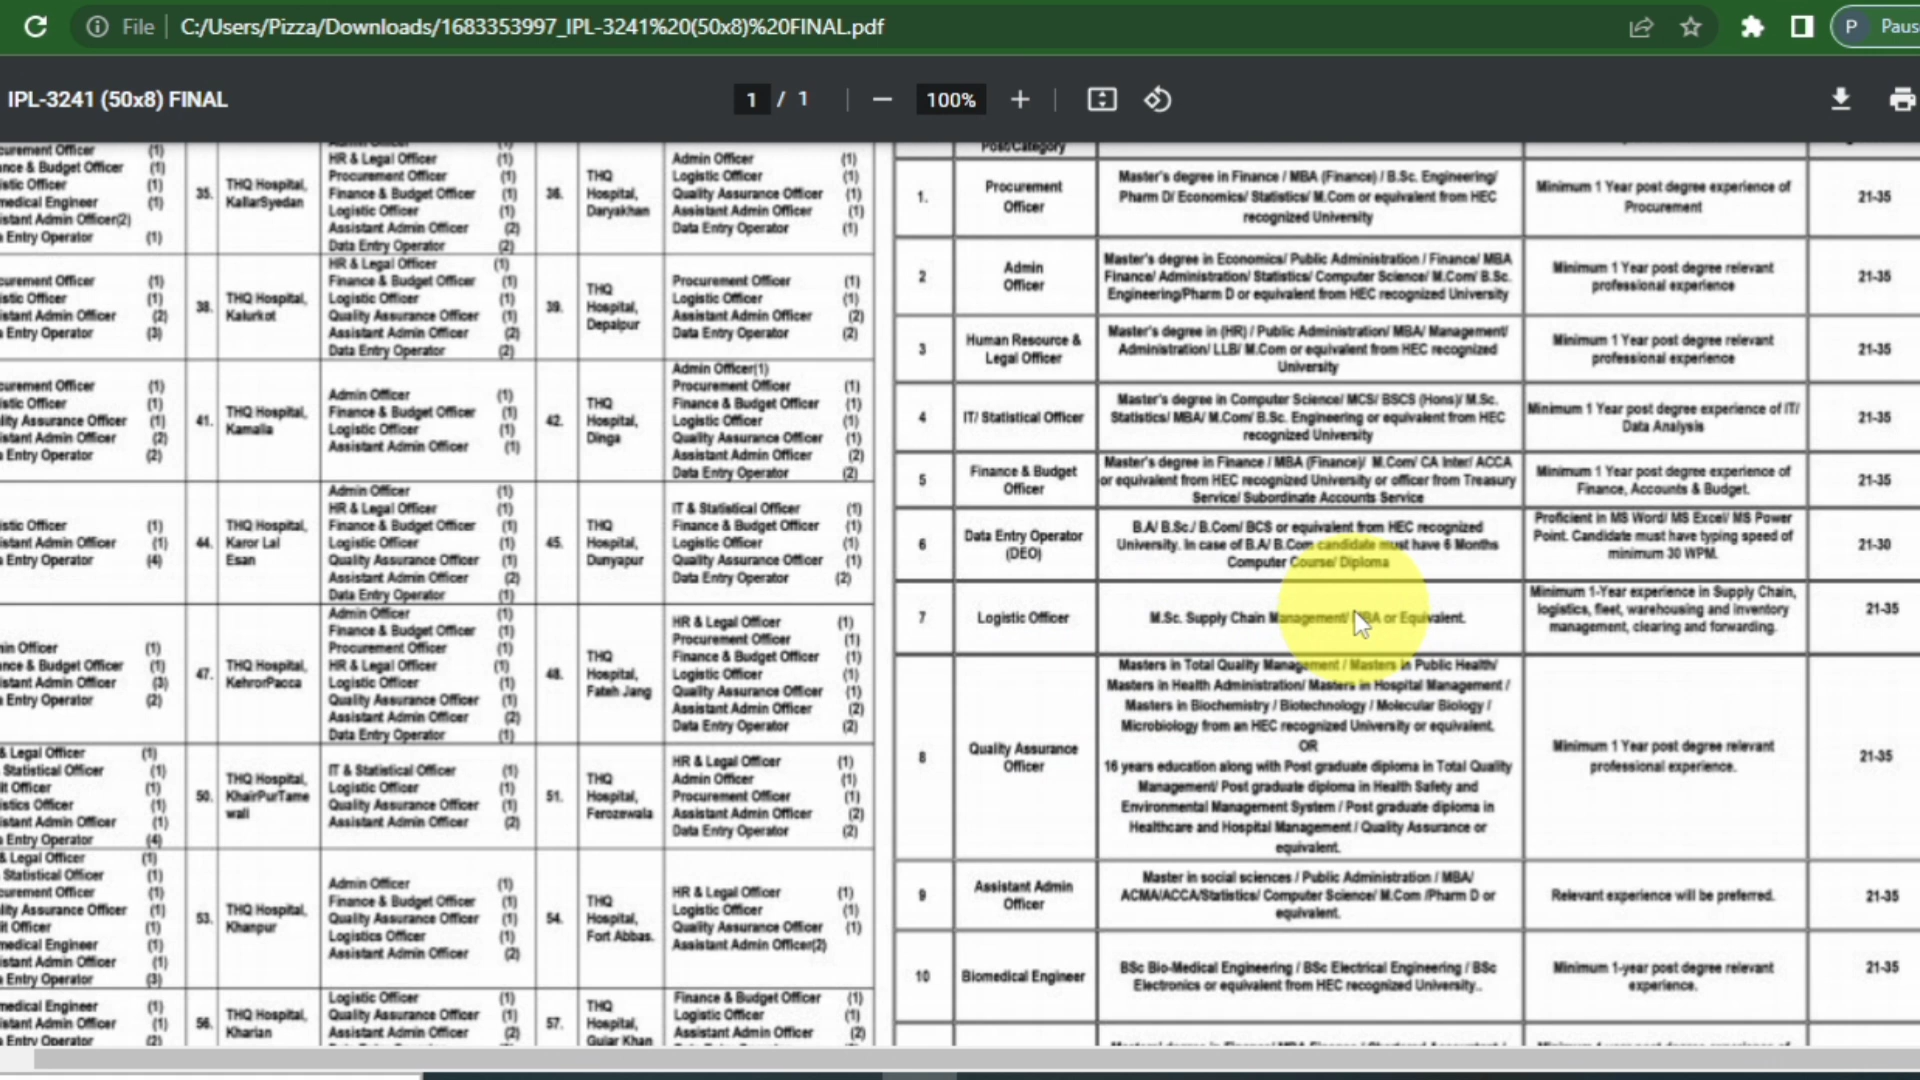 File
C:/Users/Pizza/Downloads/1683353997_IPL-3241%20(50x8)%20FINAL.pdf
P
IPL-3241 (50x8) FINAL
1 / 1
100%
(1)
nce & Budget Officer (1)
istic Officer (1)
medical Engineer (1)
istant Admin Officer(2)
a Entry Operator (1)
35.
THQ Hospital,
KallarSyedan
HR & Legal Officer (1)
Procurement Officer (1)
Finance & Budget Officer (1)
Logistic Officer (1)
Assistant Admin Officer (2)
Data Entry Operator (2)
36.
THQ
Hospital,
Daryakhan
Admin Officer (1)
Logistic Officer (1)
Quality Assurance Officer (1)
Assistant Admin Officer (1)
Data Entry Operator (1)
curement Officer (1)
istic Officer (1)
istant Admin Officer (2)
a Entry Operator (3)
38.
THQ Hospital,
Kalurkot
HR & Legal Officer (1)
Finance & Budget Officer (1)
Logistic Officer (1)
Quality Assurance Officer (1)
Assistant Admin Officer (2)
Data Entry Operator (2)
39.
THQ
Hospital,
Depalpur
Procurement Officer (1)
Logistic Officer (1)
Assistant Admin Officer (2)
Data Entry Operator (2)
curement Officer (1)
istic Officer (1)
lity Assurance Officer (1)
istant Admin Officer (2)
a Entry Operator (2)
41.
THQ Hospital,
Kamalia
Admin Officer (1)
Finance & Budget Officer (1)
Logistic Officer (1)
Assistant Admin Officer (1)
42.
THQ
Hospital,
Dinga
Admin Officer(1)
Procurement Officer (1)
Finance & Budget Officer (1)
Logistic Officer (1)
Quality Assurance Officer (1)
Assistant Admin Officer (2)
Data Entry Operator (2)
istic Officer (1)
istant Admin Officer (1)
a Entry Operator (4)
44.
THQ Hospital,
Karor Lal
Esan
Admin Officer (1)
HR & Legal Officer (1)
Finance & Budget Officer (1)
Logistic Officer (1)
Quality Assurance Officer (1)
Assistant Admin Officer (2)
Data Entry Operator (1)
45.
THQ
Hospital,
Dunyapur
IT & Statistical Officer (1)
Finance & Budget Officer (1)
Logistic Officer (1)
Quality Assurance Officer (1)
Data Entry Operator (2)
min Officer (1)
nce & Budget Officer (1)
istant Admin Officer (3)
a Entry Operator (2)
47.
THQ Hospital,
KehrorPacca
Admin Officer (1)
Finance & Budget Officer (1)
Procurement Officer (1)
HR & Legal Officer (1)
Logistic Officer (1)
Quality Assurance Officer (1)
Assistant Admin Officer (2)
Data Entry Operator (1)
48.
THQ
Hospital,
Fateh Jang
HR & Legal Officer (1)
Procurement Officer (1)
Finance & Budget Officer (1)
Logistic Officer (1)
Quality Assurance Officer (1)
Assistant Admin Officer (2)
Data Entry Operator (2)
& Legal Officer (1)
Statistical Officer (1)
it Officer (1)
istics Officer (1)
istant Admin Officer (1)
a Entry Operator (4)
50.
THQ Hospital,
KhairPurTame
wali
IT & Statistical Officer (1)
Logistic Officer (1)
Quality Assurance Officer (1)
Assistant Admin Officer (2)
51.
THQ
Hospital,
Ferozewala
HR & Legal Officer (1)
Admin Officer (1)
Procurement Officer (1)
Assistant Admin Officer (2)
Data Entry Operator (2)
& Legal Officer (1)
Statistical Officer (1)
curement Officer (1)
lity Assurance Officer (1)
it Officer (1)
medical Engineer (1)
istant Admin Officer (1)
a Entry Operator (3)
53.
THQ Hospital,
Khanpur
Admin Officer (1)
Finance & Budget Officer (1)
Quality Assurance Officer (1)
Logistics Officer (1)
Assistant Admin Officer (2)
54.
THQ
Hospital,
Fort Abbas.
HR & Legal Officer (1)
Logistic Officer (1)
Quality Assurance Officer (1)
Assistant Admin Officer(2)
medical Engineer (1)
istant Admin Officer (1)
a Entry Operator (2)
56.
THQ Hospital,
Kharian
Logistic Officer (1)
Quality Assurance Officer (1)
Assistant Admin Officer (2)
57.
THQ
Hospital,
Gujar Khan
Finance & Budget Officer (1)
Logistic Officer (1)
Assistant Admin Officer (2)
Post/Category
1.
Procurement
Officer
Master's degree in Finance / MBA (Finance) / B.Sc. Engineering/
Pharm D/ Economics/ Statistics/ M.Com or equivalent from HEC
recognized University
Minimum 1 Year post degree experience of
Procurement
21-35
2
Admin
Officer
Master's degree in Economics/ Public Administration / Finance/ MBA
Finance/ Administration/ Statistics/ Computer Science/ M.Com/ B.Sc.
Engineering/Pharm D or equivalent from HEC recognized University
Minimum 1 Year post degree relevant
professional experience
21-35
3
Human Resource &
Legal Officer
Master's degree in (HR) / Public Administration/ MBA/ Management/
Administration/ LLB/ M.Com or equivalent from HEC recognized
University
Minimum 1 Year post degree relevant
professional experience
21-35
4
IT/ Statistical Officer
Master's degree in Computer Science/ MCS/ BSCS (Hons)/ M.Sc.
Statistics/ MBA/ M.Com/ B.Sc. Engineering or equivalent from HEC
recognized University
Minimum 1 Year post degree experience of IT/
Data Analysis
21-35
5
Finance & Budget
Officer
Master's degree in Finance / MBA (Finance)/ M.Com/ CA Inter/ ACCA
or equivalent from HEC recognized University or officer from Treasury
Service/ Subordinate Accounts Service
Minimum 1 Year post degree experience of
Finance, Accounts & Budget.
21-35
6
Data Entry Operator
(DEO)
B.A/ B.Sc./ B.Com/ BCS or equivalent from HEC recognized
University. In case of B.A/ B.Com candidate must have 6 Months
Computer Course/ Diploma
Proficient in MS Word/ MS Excel/ MS Power
Point. Candidate must have typing speed of
minimum 30 WPM.
21-30
7
Logistic Officer
M.Sc. Supply Chain Management/ MBA or Equivalent.
Minimum 1-Year experience in Supply Chain,
logistics, fleet, warehousing and inventory
management, clearing and forwarding.
21-35
8
Quality Assurance
Officer
Masters in Total Quality Management / Masters in Public Health/
Masters in Health Administration/ Masters in Hospital Management /
Masters in Biochemistry / Biotechnology / Molecular Biology /
Microbiology from an HEC recognized University or equivalent.
OR
16 years education along with Post graduate diploma in Total Quality
Management/ Post graduate diploma in Health Safety and
Environmental Management System / Post graduate diploma in
Healthcare and Hospital Management / Quality Assurance or
equivalent.
Minimum 1 Year post degree relevant
professional experience.
21-35
9
Assistant Admin
Officer
Master in social sciences / Public Administration / MBA/
ACMA/ACCA/Statistics/ Computer Science/ M.Com /Pharm D or
equivalent.
Relevant experience will be preferred.
21-35
10
Biomedical Engineer
BSc Bio-Medical Engineering / BSc Electrical Engineering / BSc
Electronics or equivalent from HEC recognized University..
Minimum 1-year post degree relevant
experience.
21-35